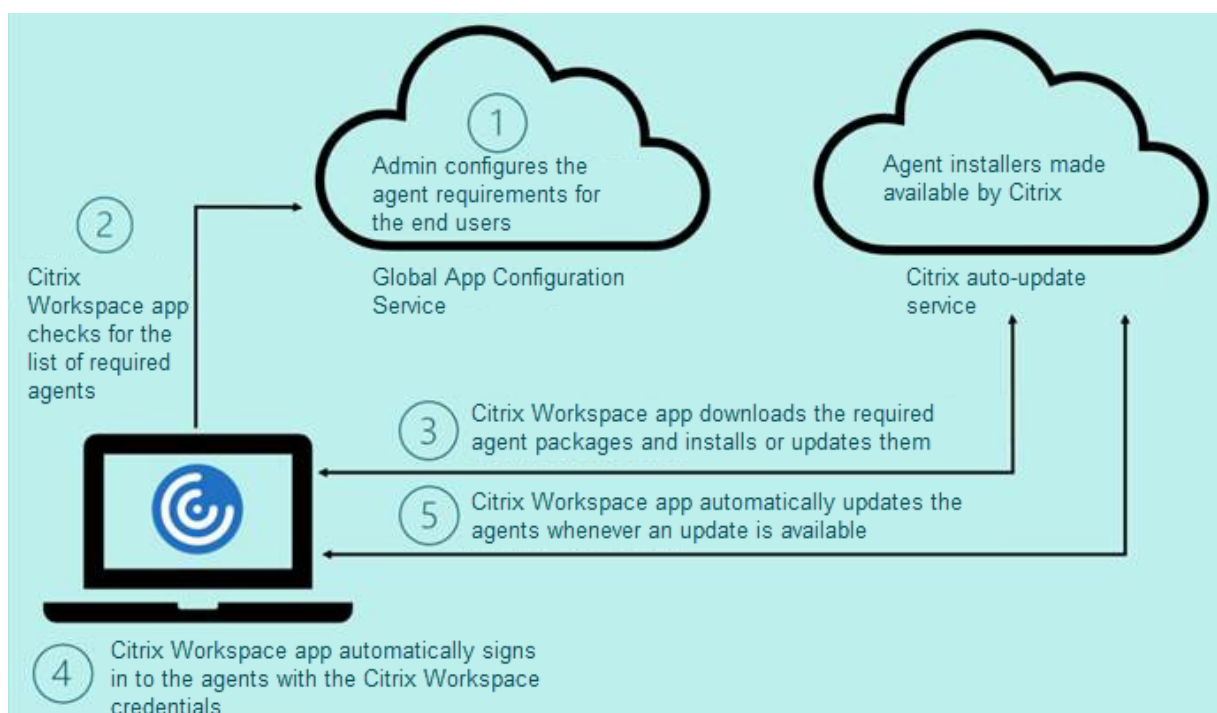 1
Admin configures the
agent requirements for
the end users
Global App Configuration
Service
Agent installers made
available by Citrix
Citrix auto-update
service
2
Citrix
Workspace app
checks for the
list of required
agents
3
Citrix Workspace app downloads the required
agent packages and installs or updates them
5
Citrix Workspace app automatically updates the
agents whenever an update is available
4
Citrix Workspace app automatically signs
in to the agents with the Citrix Workspace
credentials